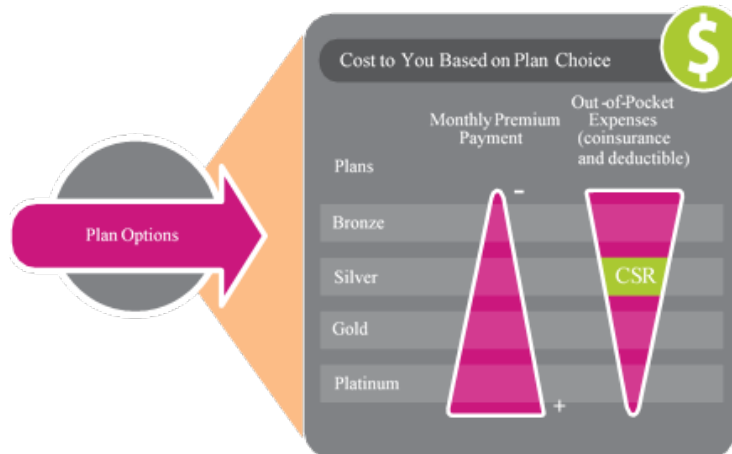 $
Cost to You Based on Plan Choice
Out-of-Pocket
Expenses
(coinsurance
and deductible)
Monthly Premium
Payment
Plans
–
Bronze
Plan Options
Silver
CSR
Gold
Platinum
+